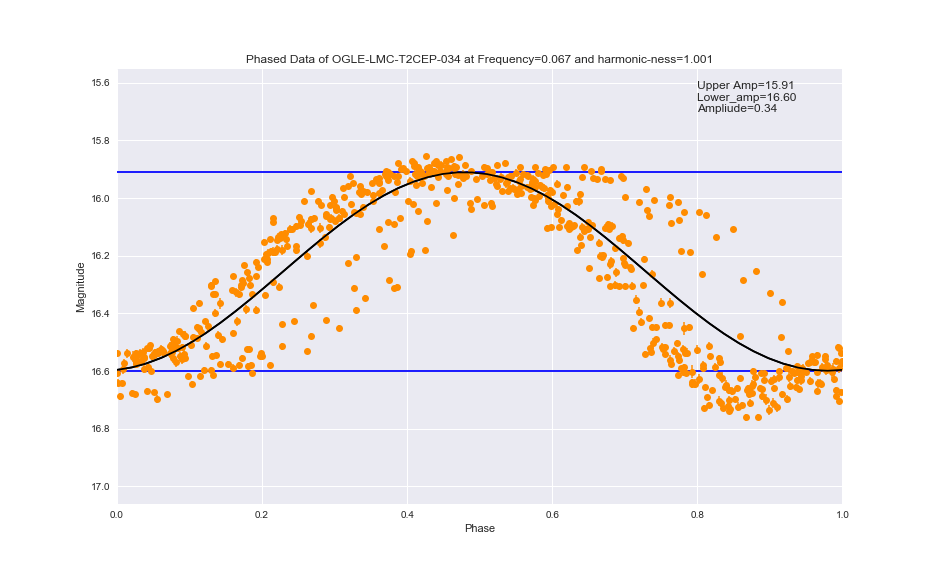 Phased Data of OGLE-LMC-T2CEP-034 at Frequency=0.067 and harmonic-ness=1.001
Upper Amp=15.91
Lower_amp=16.60
Ampliude=0.34
15.6
15.8
16.0
16.2
16.4
16.6
16.8
17.0
Magnitude
0.0 0.2 0.4 0.6 0.8 1.0
Phase